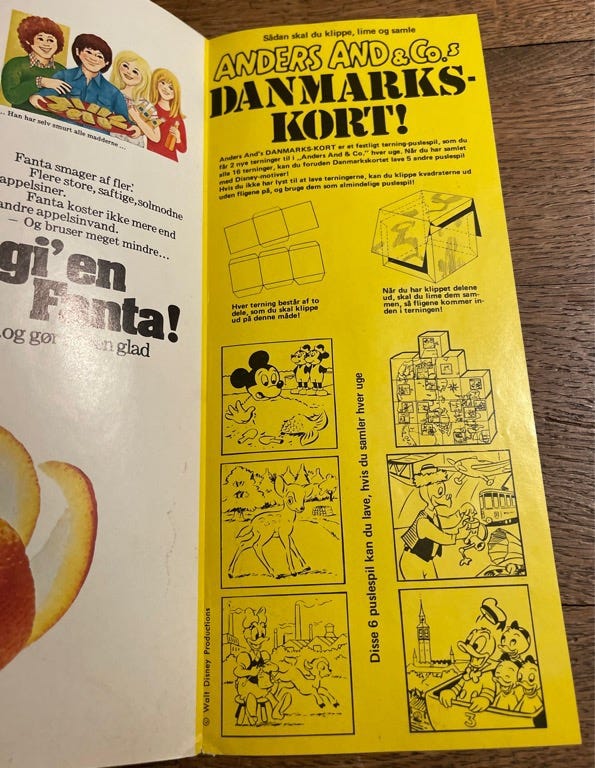 .. Han har selv smurt alle madderne ...
Fanta smager af fler.
Flere store, saftige, solmodne
appelsiner.
Fanta koster ikke mere end
andre appelsinvand.
– Og bruser meget mindre...
gi' en
Fanta!
..og gør glad
Sådan skal du klippe, lime og samle
ANDERS AND & CO.s
DANMARKS-
KORT!
Anders And's DANMARKS-KORT er et festligt terning-puslespil, som du
får 2 nye terninger til i „Anders And & Co." hver uge. Når du har samlet
alle 16 terninger, kan du foruden Danmarkskortet lave 5 andre puslespil
med Disney-motiver!
Hvis du ikke har lyst til at lave terningerne, kan du klippe kvadraterne ud
uden fligene på, og bruge dem som almindelige puslespil!
Hver terning består af to
dele, som du skal klippe
ud på denne måde!
Når du har klippet delene
ud, skal du lime dem sam-
men, så fligene kommer in-
den i terningen!
Disse 6 puslespil kan du lave, hvis du samler hver uge
3
© Walt Disney Productions